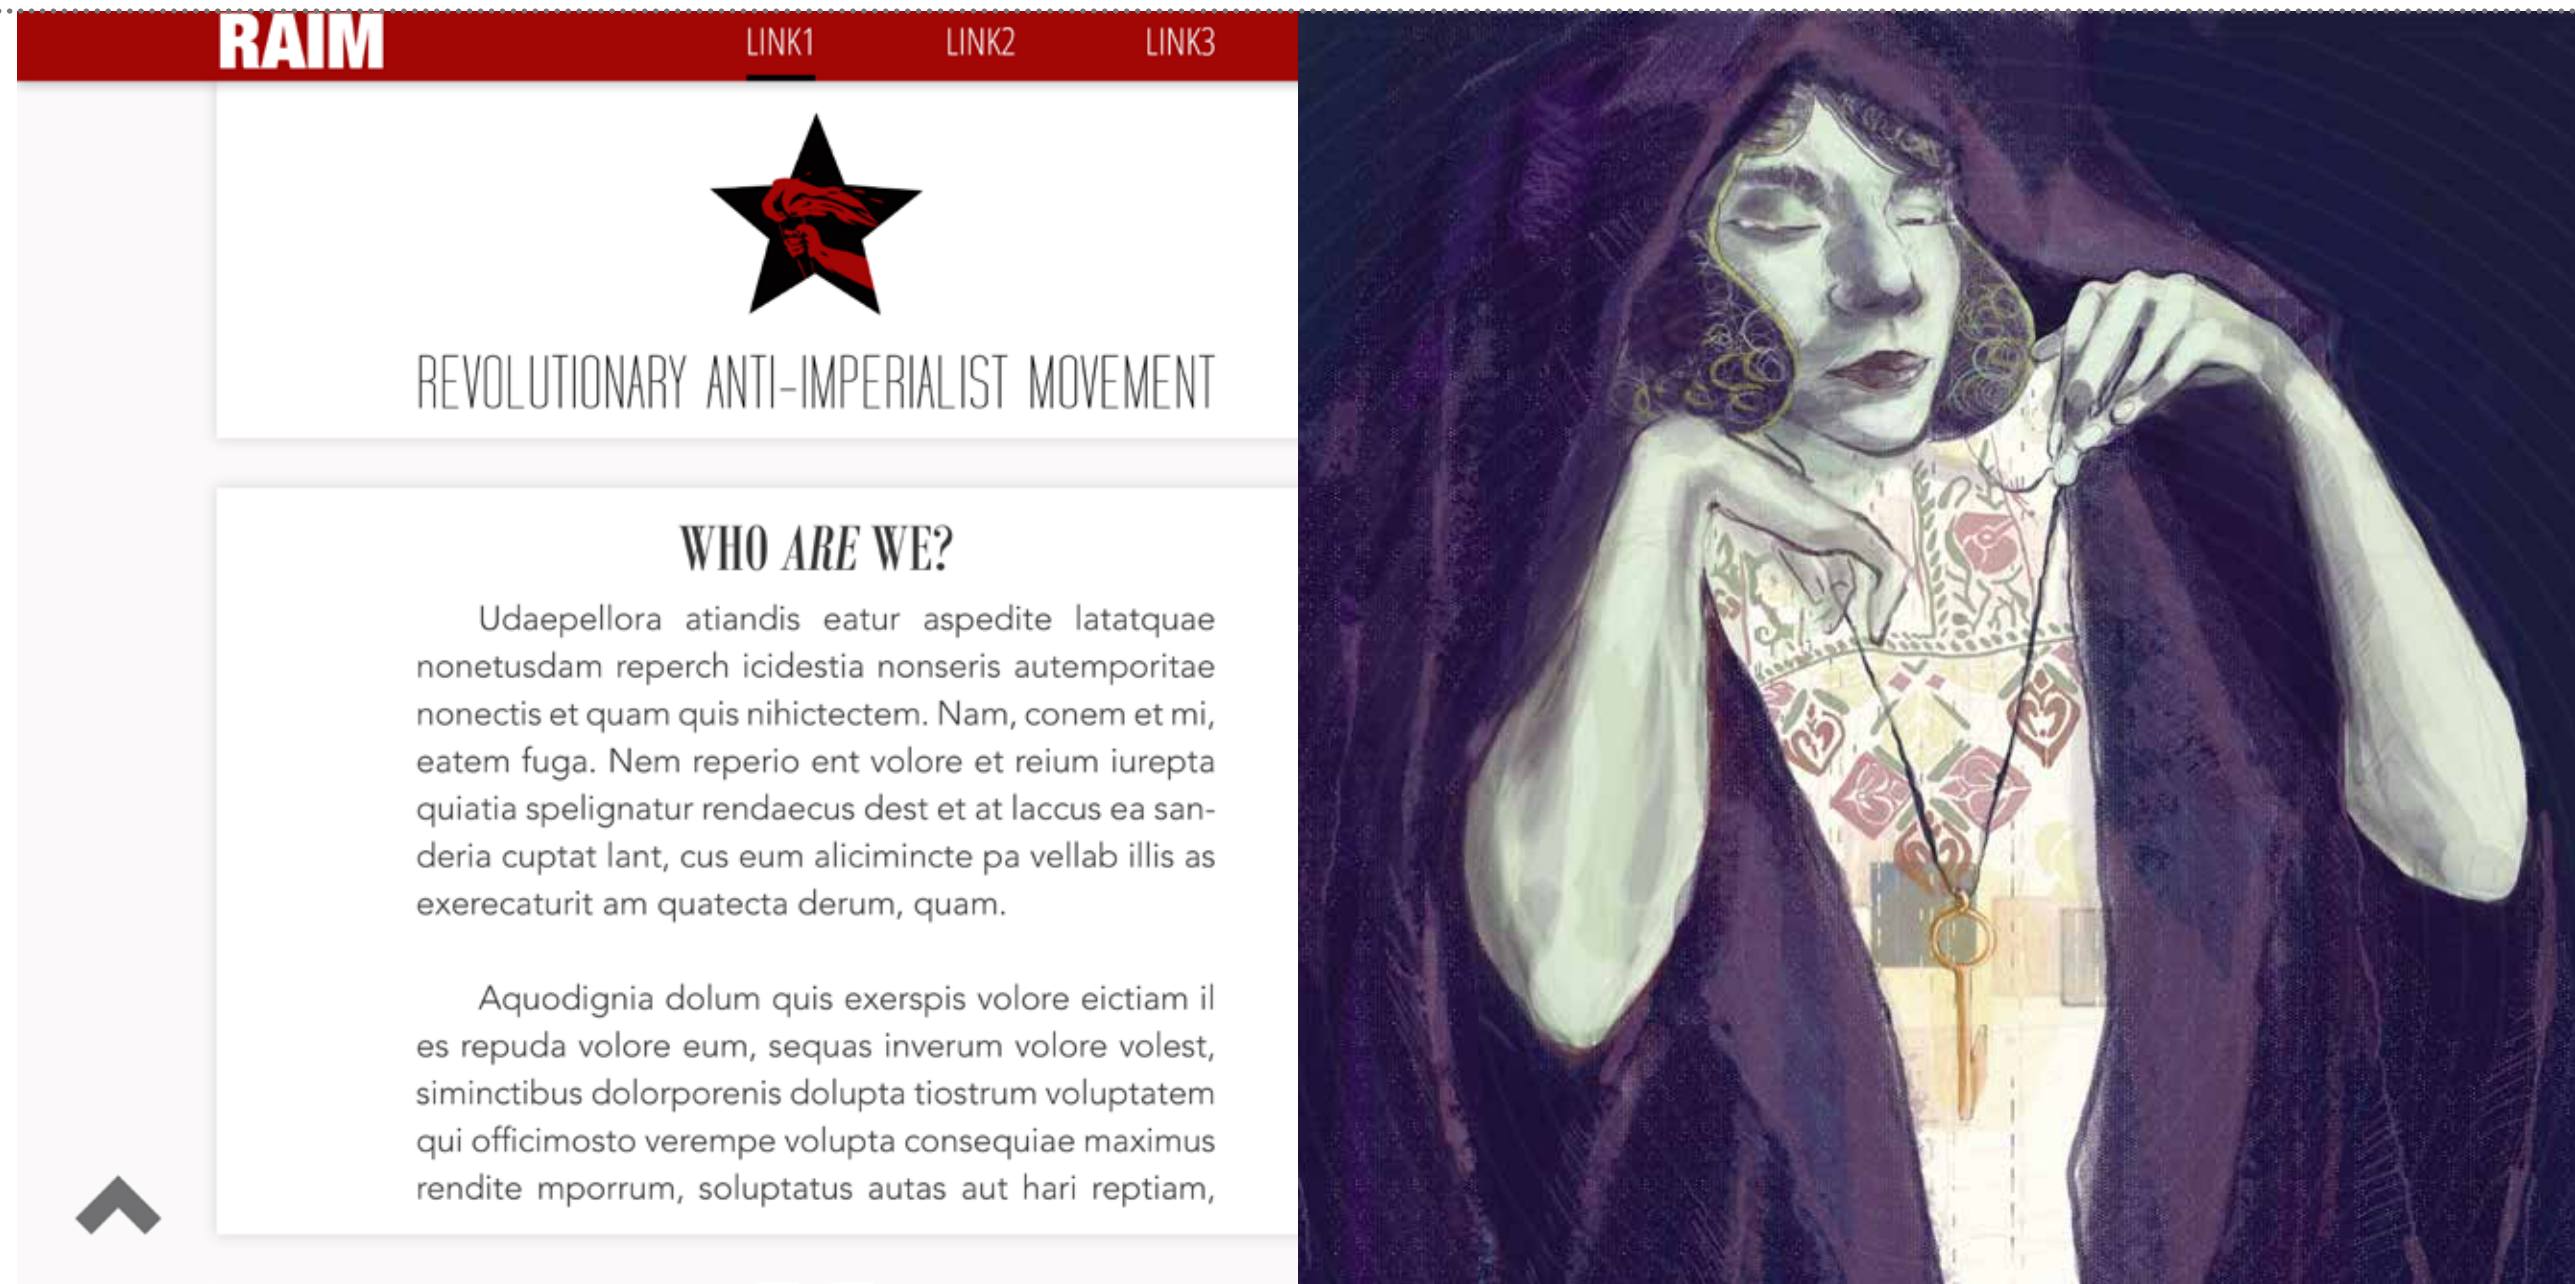 RAIM
LINK1 LINK2 LINK3
REVOLUTIONARY ANTI-IMPERIALIST MOVEMENT
WHO ARE WE?
Udaepellora atiandis eatur aspedite latatquae
nonetusdam reperch icidestia nonseris autemporitae
nonectis et quam quis nihictectem. Nam, conem et mi,
eatem fuga. Nem reperio ent volore et reium iurepta
quiatia spelignatur rendaecus dest et at laccus ea san-
deria cuptat lant, cus eum alicimincte pa vellab illis as
exerecaturit am quatecta derum, quam.
Aquodignia dolum quis exerspis volore eictiam il
es repuda volore eum, sequas inverum volore volest,
siminctibus dolorporenis dolupta tiostrum voluptatem
qui officimosto verempe volupta consequiae maximus
rendite mporrum, soluptatus autas aut hari reptiam,